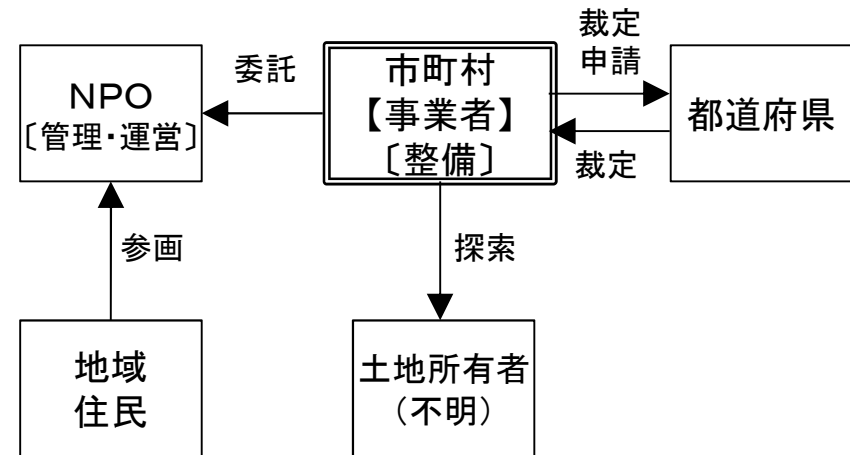 NPO
〔管理・運営〕
委託
市町村
【事業者】
〔整備〕
裁定
申請
裁定
都道府県
参画
探索
地域
住民
土地所有者
（不明）